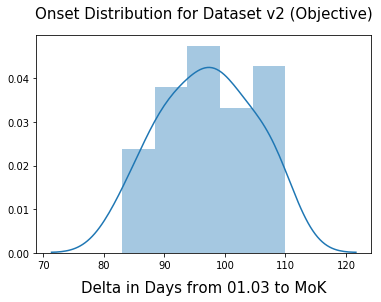 Onset Distribution for Dataset v2 (Objective)
0.04
0.03
0.02
0.01
0.00
70 80 90 100 110 120
Delta in Days from 01.03 to MoK